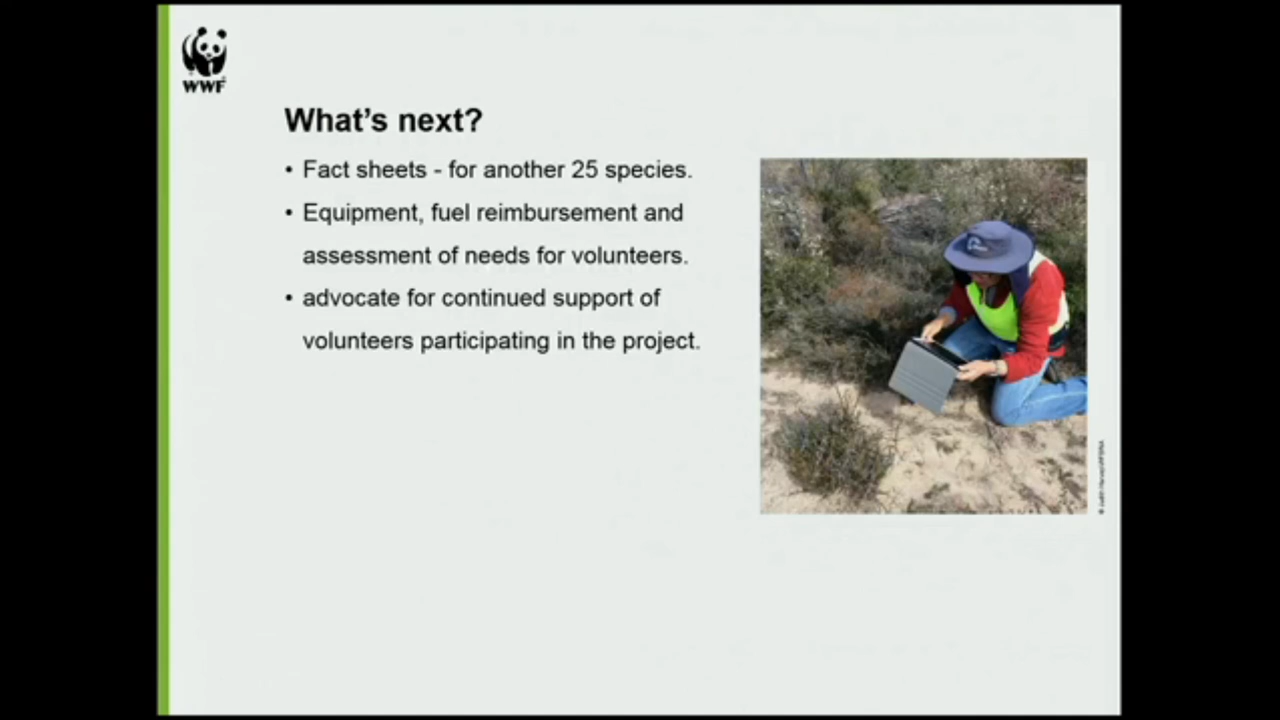 WWF
What's next?
• Fact sheets - for another 25 species.
• Equipment, fuel reimbursement and
assessment of needs for volunteers.
• advocate for continued support of
volunteers participating in the project.